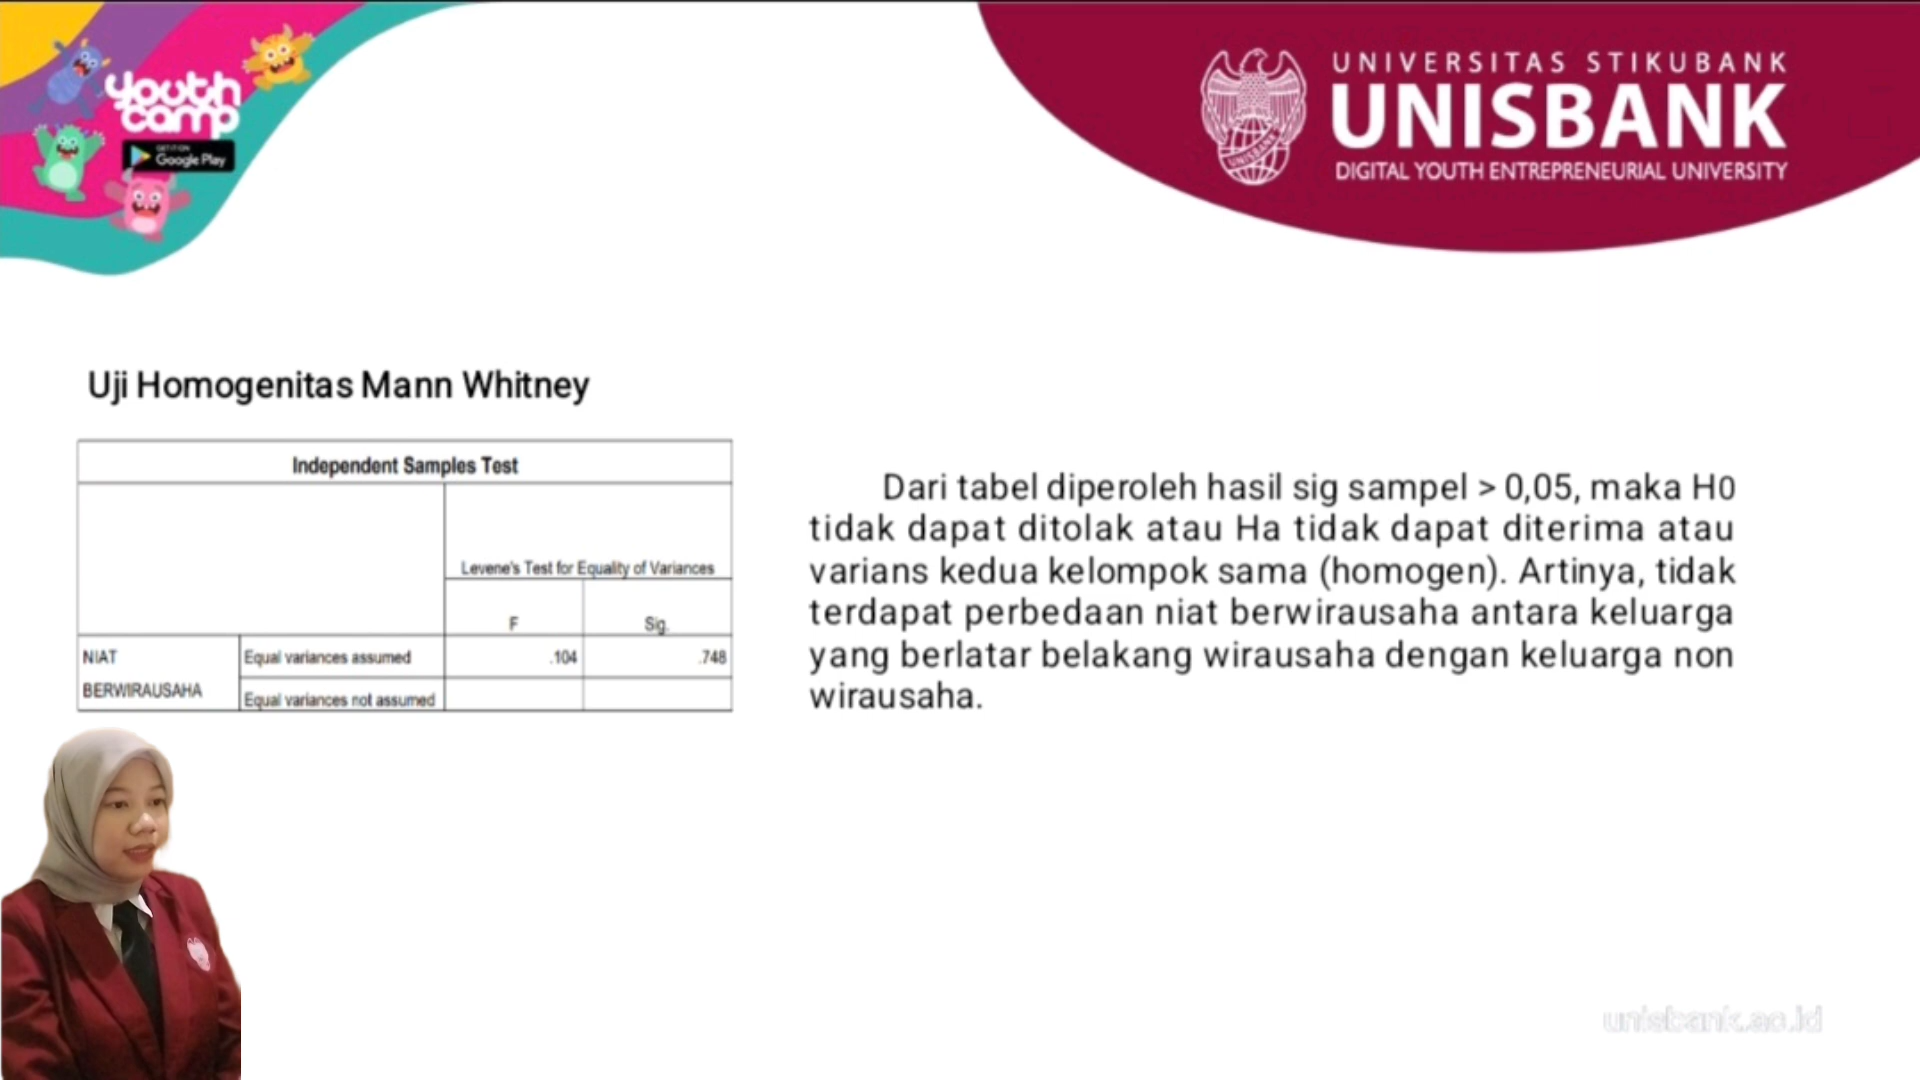 youth
camp
GET IT ON
Google Play
UNIVERSITAS STIKUBANK
UNISBANK
DIGITAL YOUTH ENTREPRENEURIAL UNIVERSITY
UNISBANK
Uji Homogenitas Mann Whitney
Independent Samples Test
Levene's Test for Equality of Variances
F Sig.
NIAT BERWIRAUSAHA Equal variances assumed .104 .748
Equal variances not assumed
Dari tabel diperoleh hasil sig sampel > 0,05, maka H0
tidak dapat ditolak atau Ha tidak dapat diterima atau
varians kedua kelompok sama (homogen). Artinya, tidak
terdapat perbedaan niat berwirausaha antara keluarga
yang berlatar belakang wirausaha dengan keluarga non
wirausaha.
unisbank.ac.id